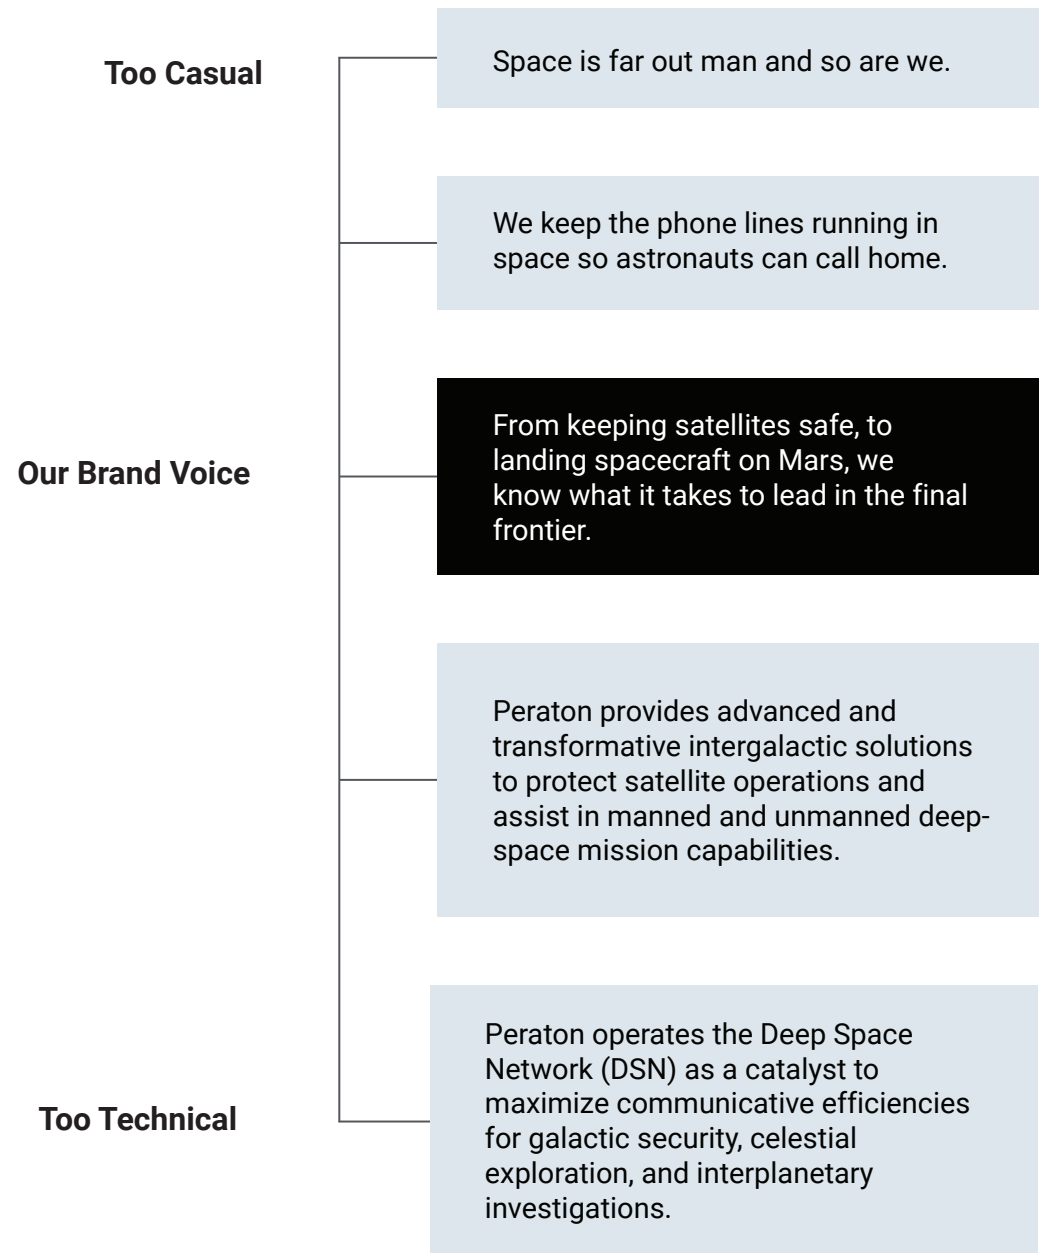 Too Casual
Space is far out man and so are we.
We keep the phone lines running in
space so astronauts can call home.
Our Brand Voice
From keeping satellites safe, to
landing spacecraft on Mars, we
know what it takes to lead in the final
frontier.
Peraton provides advanced and
transformative intergalactic solutions
to protect satellite operations and
assist in manned and unmanned deep-
space mission capabilities.
Too Technical
Peraton operates the Deep Space
Network (DSN) as a catalyst to
maximize communicative efficiencies
for galactic security, celestial
exploration, and interplanetary
investigations.